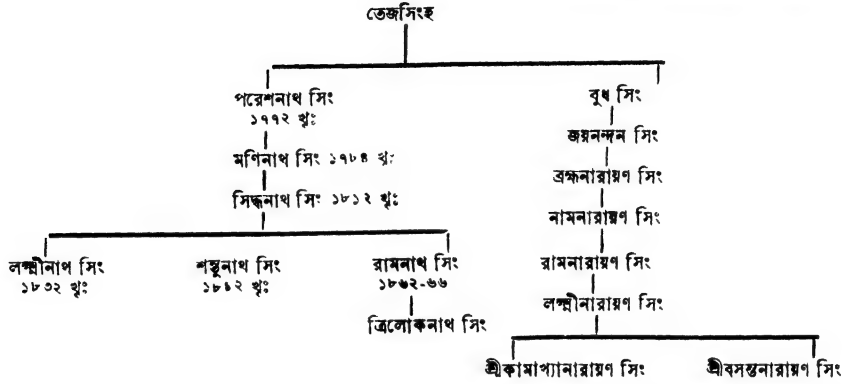 তেজসিংহ
পরেশনাথ সিং
১৭৭২ খৃঃ
মণিনাথ সিং ১৭৮৪ খৃঃ
সিদ্ধনাথ সিং ১৮১২ খৃঃ
লক্ষ্মীনাথ সিং
১৮৩২ খৃঃ
শম্ভুনাথ সিং
১৮৪২ খৃঃ
রামনাথ সিং
১৮৬২-৬৬
ত্রিলোকনাথ সিং
বুধ সিং
জয়নন্দন সিং
ব্রহ্মনারায়ণ সিং
নামনারায়ণ সিং
রামনারায়ণ সিং
লক্ষ্মীনারায়ণ সিং
শ্রীকামাখ্যানারায়ণ সিং
শ্রীবসন্তনারায়ণ সিং